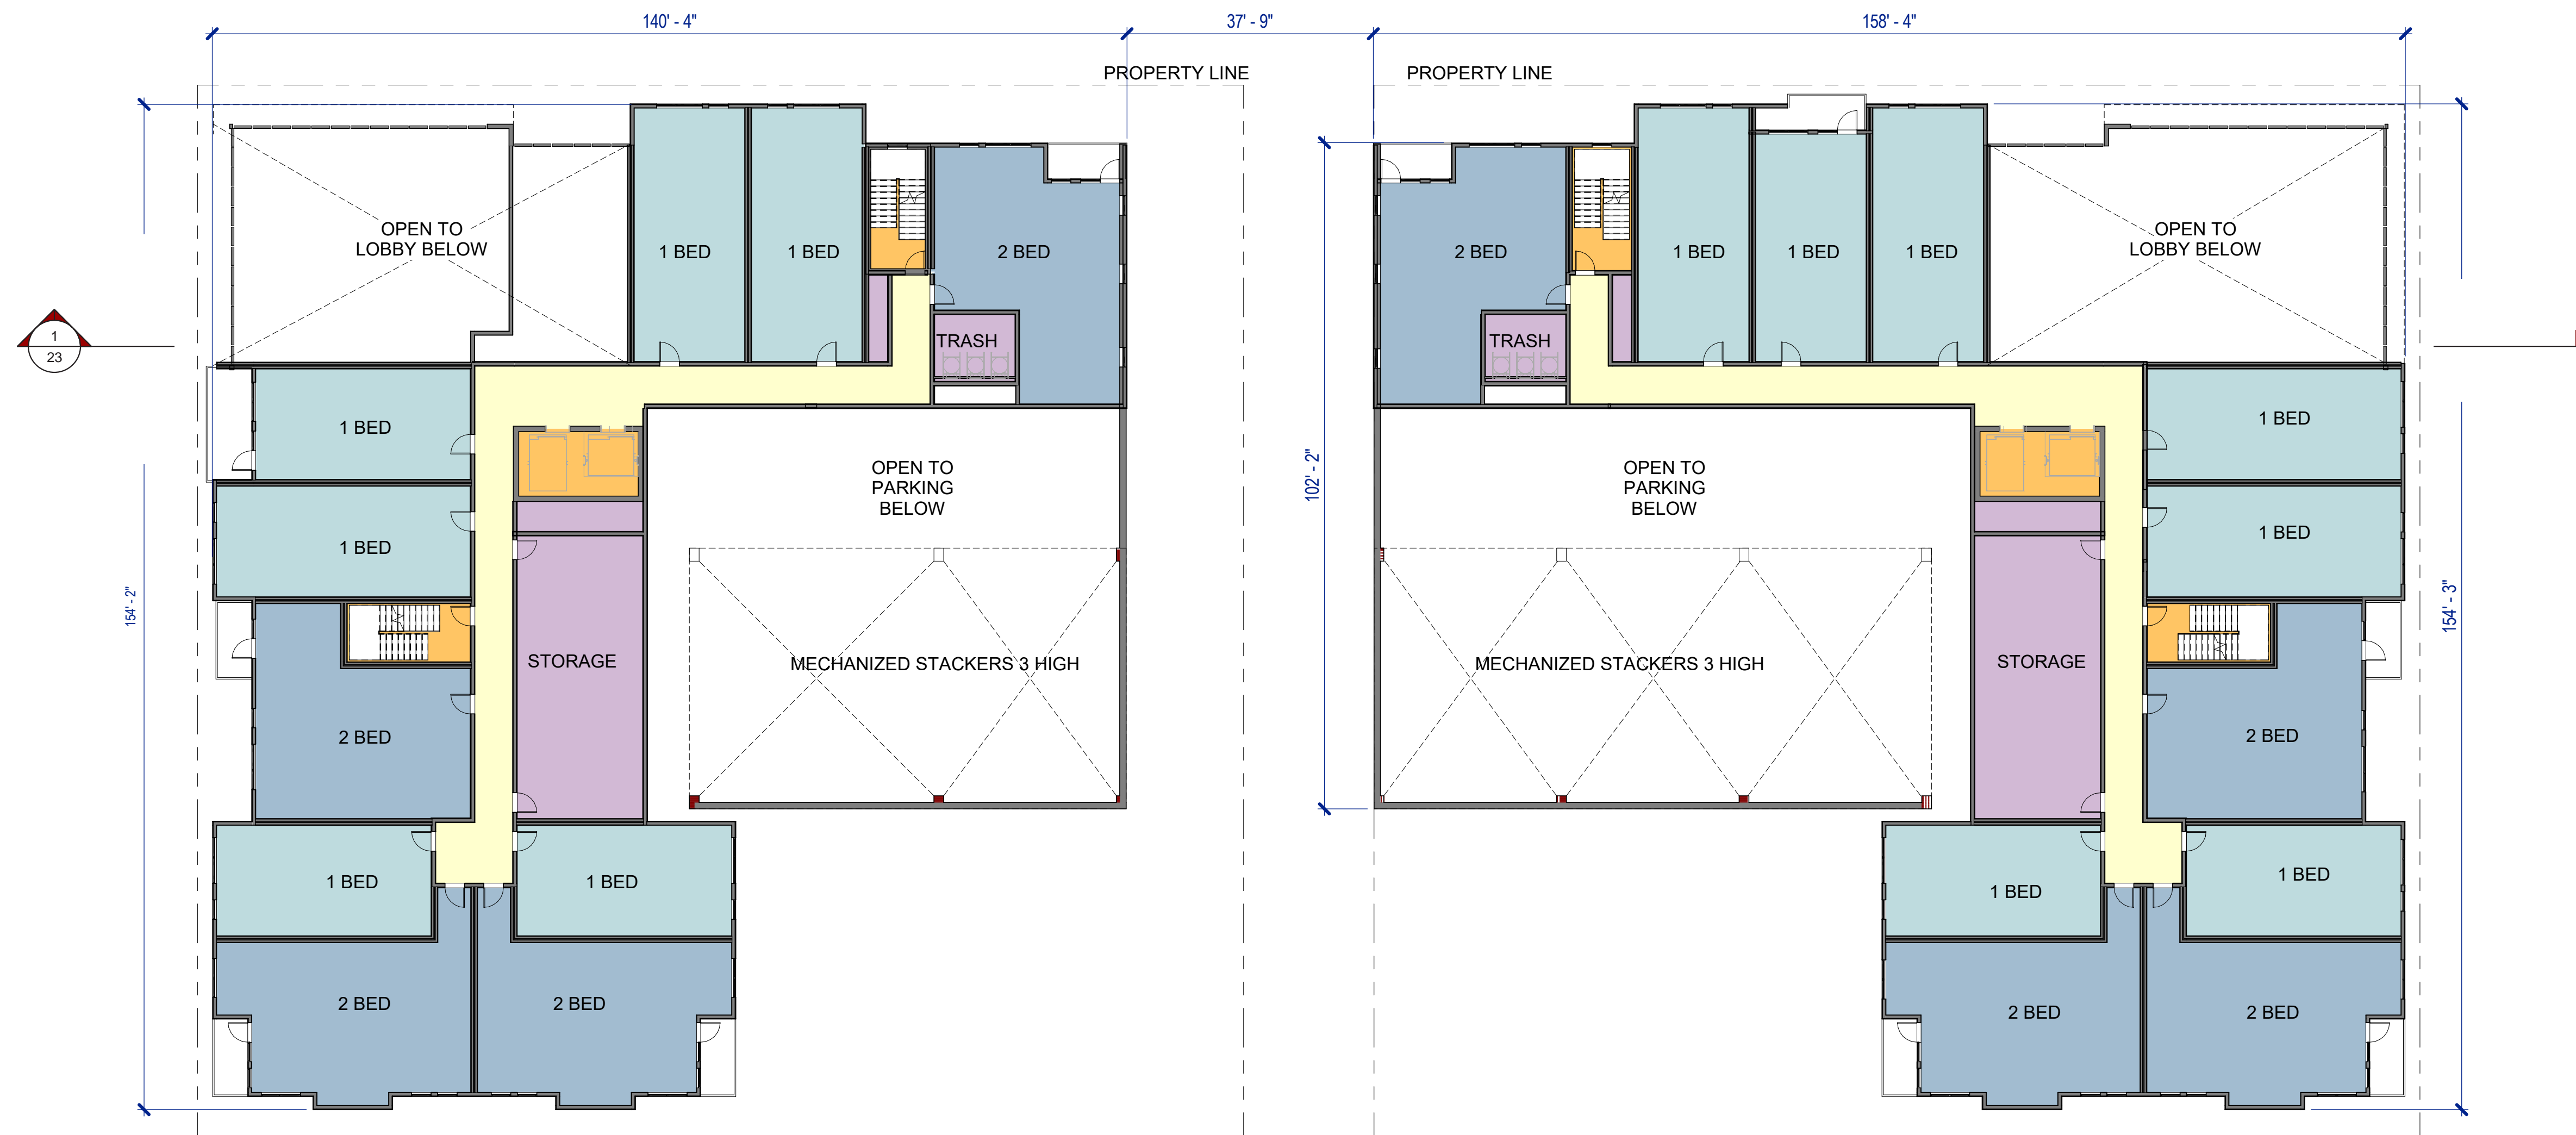 140' - 4"
37' - 9"
158' - 4"
PROPERTY LINE
PROPERTY LINE
OPEN TO
LOBBY BELOW
1 BED
1 BED
2 BED
2 BED
1 BED
1 BED
1 BED
OPEN TO
LOBBY BELOW
1
23
TRASH
TRASH
1 BED
1 BED
OPEN TO
PARKING
BELOW
102' - 2"
OPEN TO
PARKING
BELOW
1 BED
1 BED
154' - 2"
154' - 3"
STORAGE
MECHANIZED STACKERS 3 HIGH
MECHANIZED STACKERS 3 HIGH
STORAGE
2 BED
2 BED
1 BED
1 BED
1 BED
1 BED
2 BED
2 BED
2 BED
2 BED